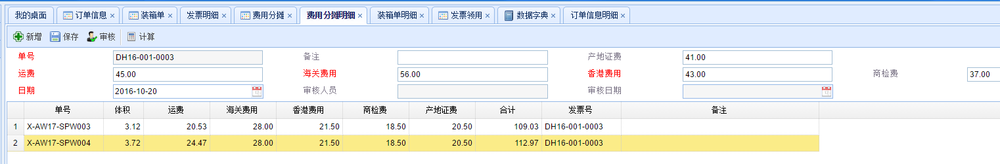 我的桌面 订单信息 × 装箱单 × 发票明细 × 费用分摊 × 费用分摊明细 × 装箱单明细 × 发票领用 × 数据字典 × 订单信息明细 ×
新增 保存 审核 计算
单号 DH16-001-0003 备注 产地证费 41.00
运费 45.00 海关费用 56.00 香港费用 43.00 商检费 37.00
日期 2016-10-20 审核人员 审核日期
单号 体积 运费 海关费用 香港费用 商检费 产地证费 合计 发票号 备注
1 X-AW17-SPW003 3.12 20.53 28.00 21.50 18.50 20.50 109.03 DH16-001-0003
2 X-AW17-SPW004 3.72 24.47 28.00 21.50 18.50 20.50 112.97 DH16-001-0003